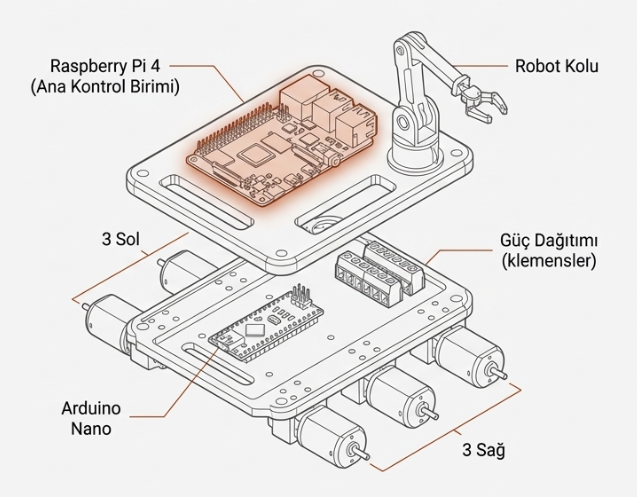 Raspberry Pi 4
(Ana Kontrol Birimi)
Robot Kolu
3 Sol
Güç Dağıtımı
(klemensler)
Arduino
Nano
3 Sağ